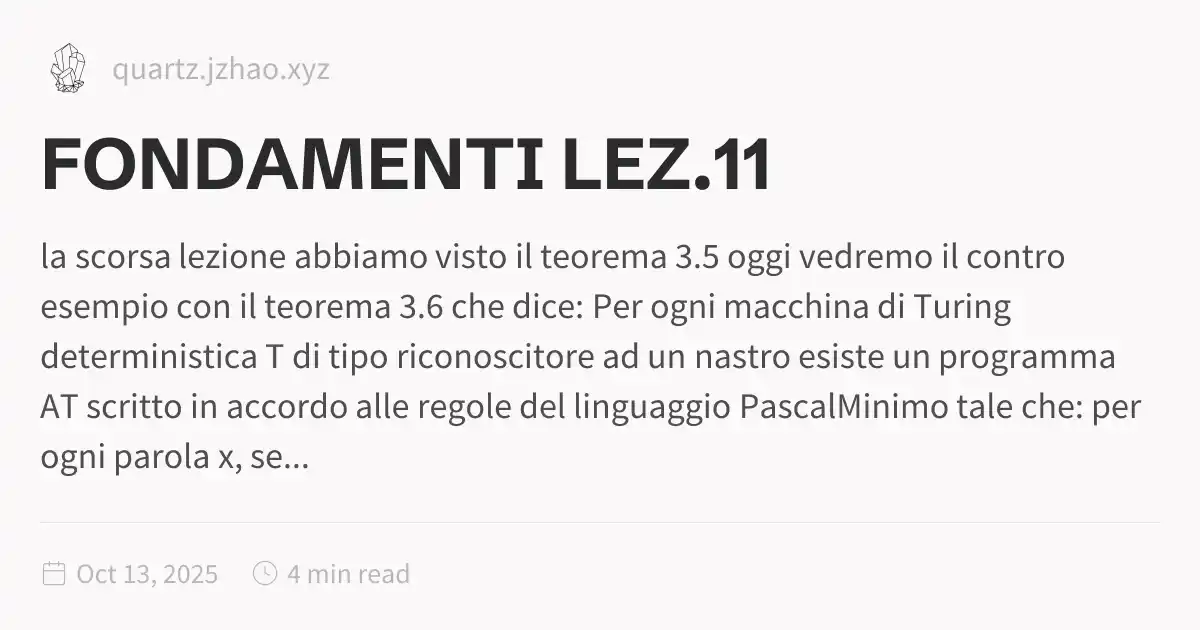 quartz.jzhao.xyz
FONDAMENTI LEZ.11
la scorsa lezione abbiamo visto il teorema 3.5 oggi vedremo il contro
esempio con il teorema 3.6 che dice: Per ogni macchina di Turing
deterministica T di tipo riconoscitore ad un nastro esiste un programma
AT scritto in accordo alle regole del linguaggio PascalMinimo tale che: per
ogni parola x, se...
Oct 13, 2025 4 min read